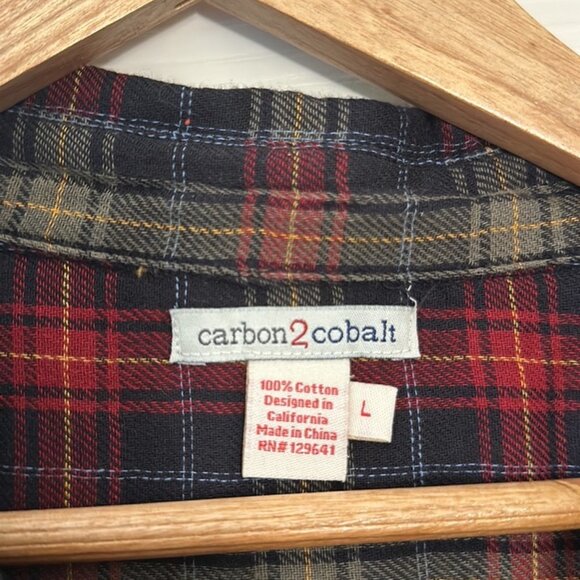 carbon2cobalt
100% Cotton
Designed in
California
Made in China
RN# 129641
L